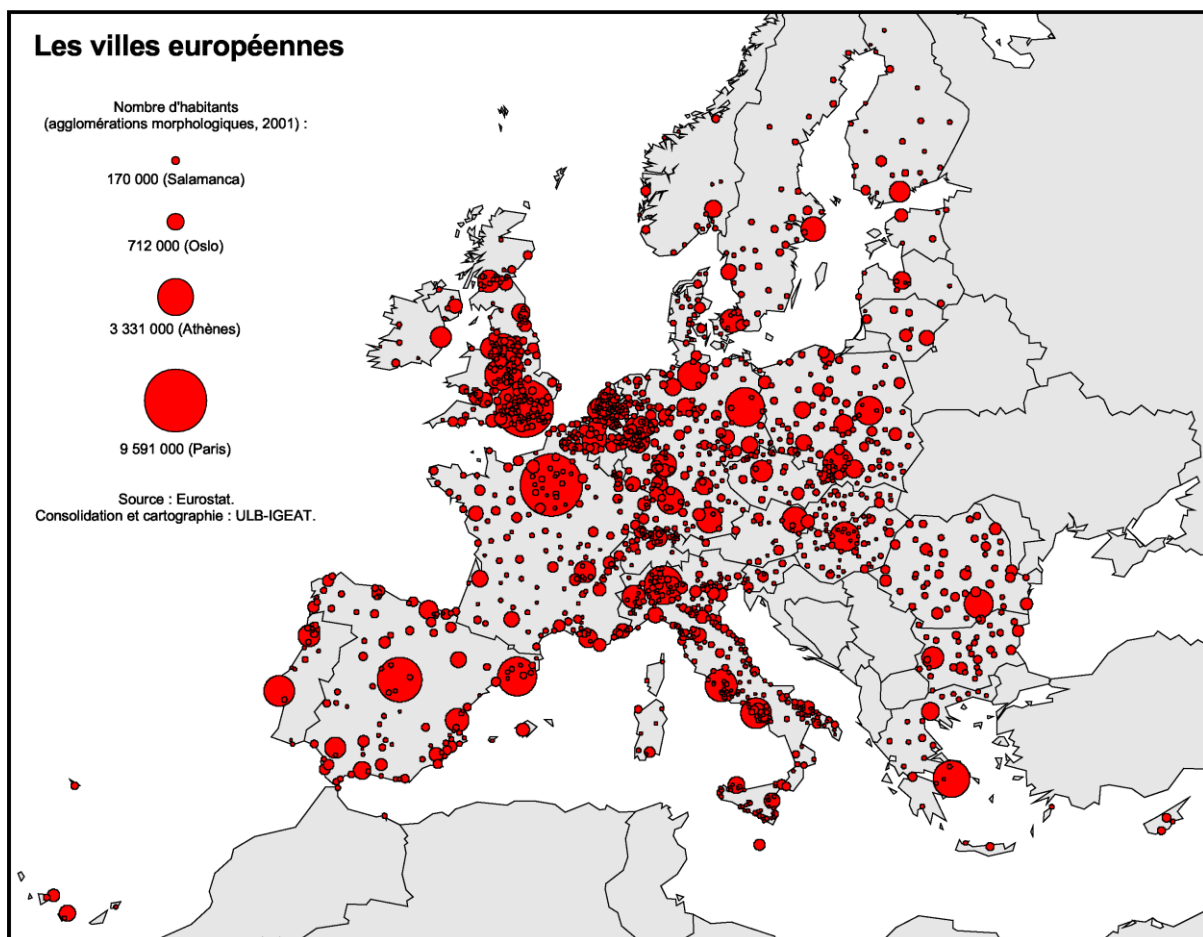 Les villes européennes
Nombre d'habitants
(agglomérations morphologiques, 2001) :
170 000 (Salamanca)
712 000 (Oslo)
3 331 000 (Athènes)
9 591 000 (Paris)
Source : Eurostat.
Consolidation et cartographie : ULB-IGEAT.